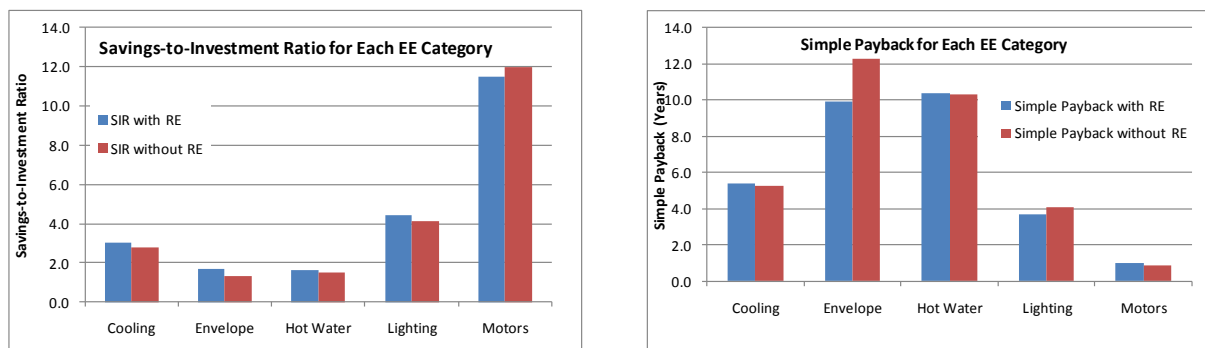 Savings-to-Investment Ratio for Each EE Category
Savings-to-Investment Ratio
14.0
12.0
10.0
8.0
6.0
4.0
2.0
0.0
SIR with RE
SIR without RE
Cooling Envelope Hot Water Lighting Motors
Simple Payback for Each EE Category
Simple Payback (Years)
14.0
12.0
10.0
8.0
6.0
4.0
2.0
0.0
Simple Payback with RE
Simple Payback without RE
Cooling Envelope Hot Water Lighting Motors